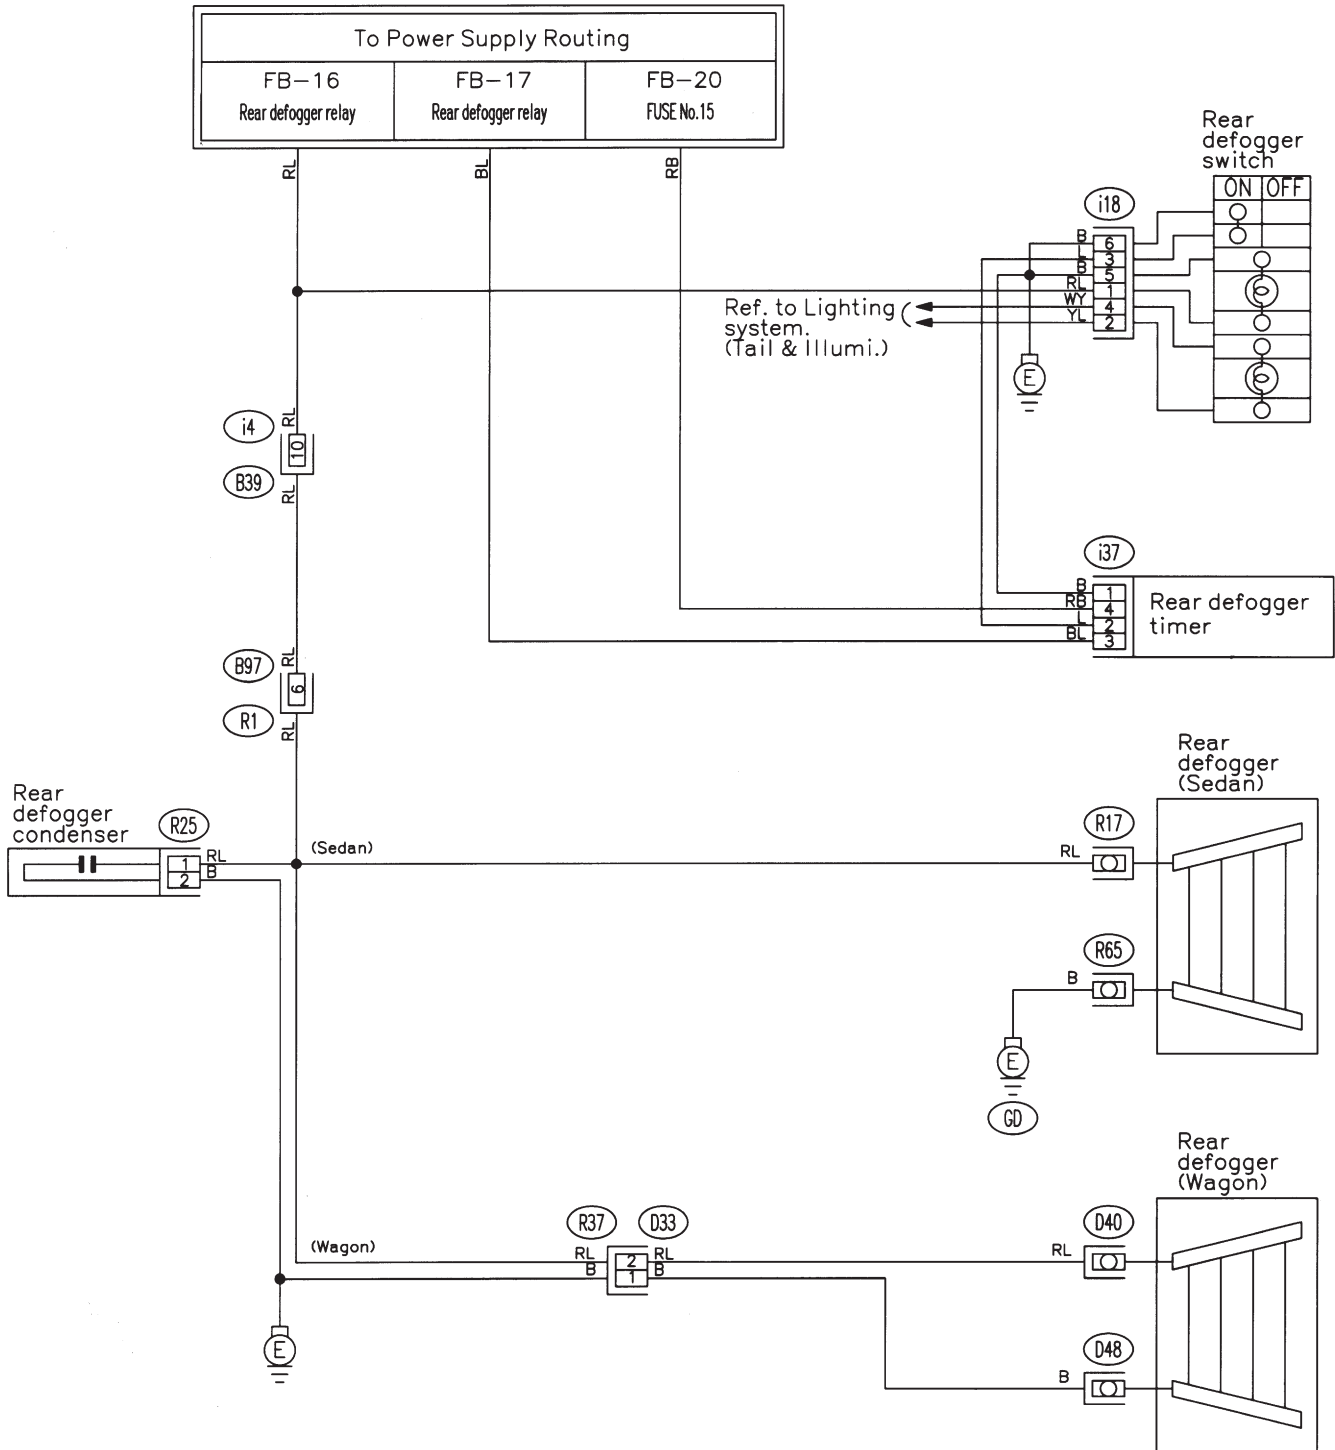 To Power Supply Routing
FB-16
Rear defogger relay
FB-17
Rear defogger relay
FB-20
FUSE No.15
RL
BL
RB
Rear
defogger
switch
ON OFF
i18
B 6
L 3
B 5
RL 1
WY 4
YL 2
Ref. to Lighting
system.
(Tail & Illumi.)
E
RL
i4
10
B39
RL
i37
B 1
RB 4
L 2
BL 3
Rear defogger
timer
B97
RL
6
R1
RL
Rear
defogger
(Sedan)
Rear
defogger
condenser
R25
1 RL
2 B
(Sedan)
R17
RL
R65
B
E
GD
Rear
defogger
(Wagon)
(Wagon)
R37 D33
RL 2 RL
B 1 B
D40
RL
E
D48
B